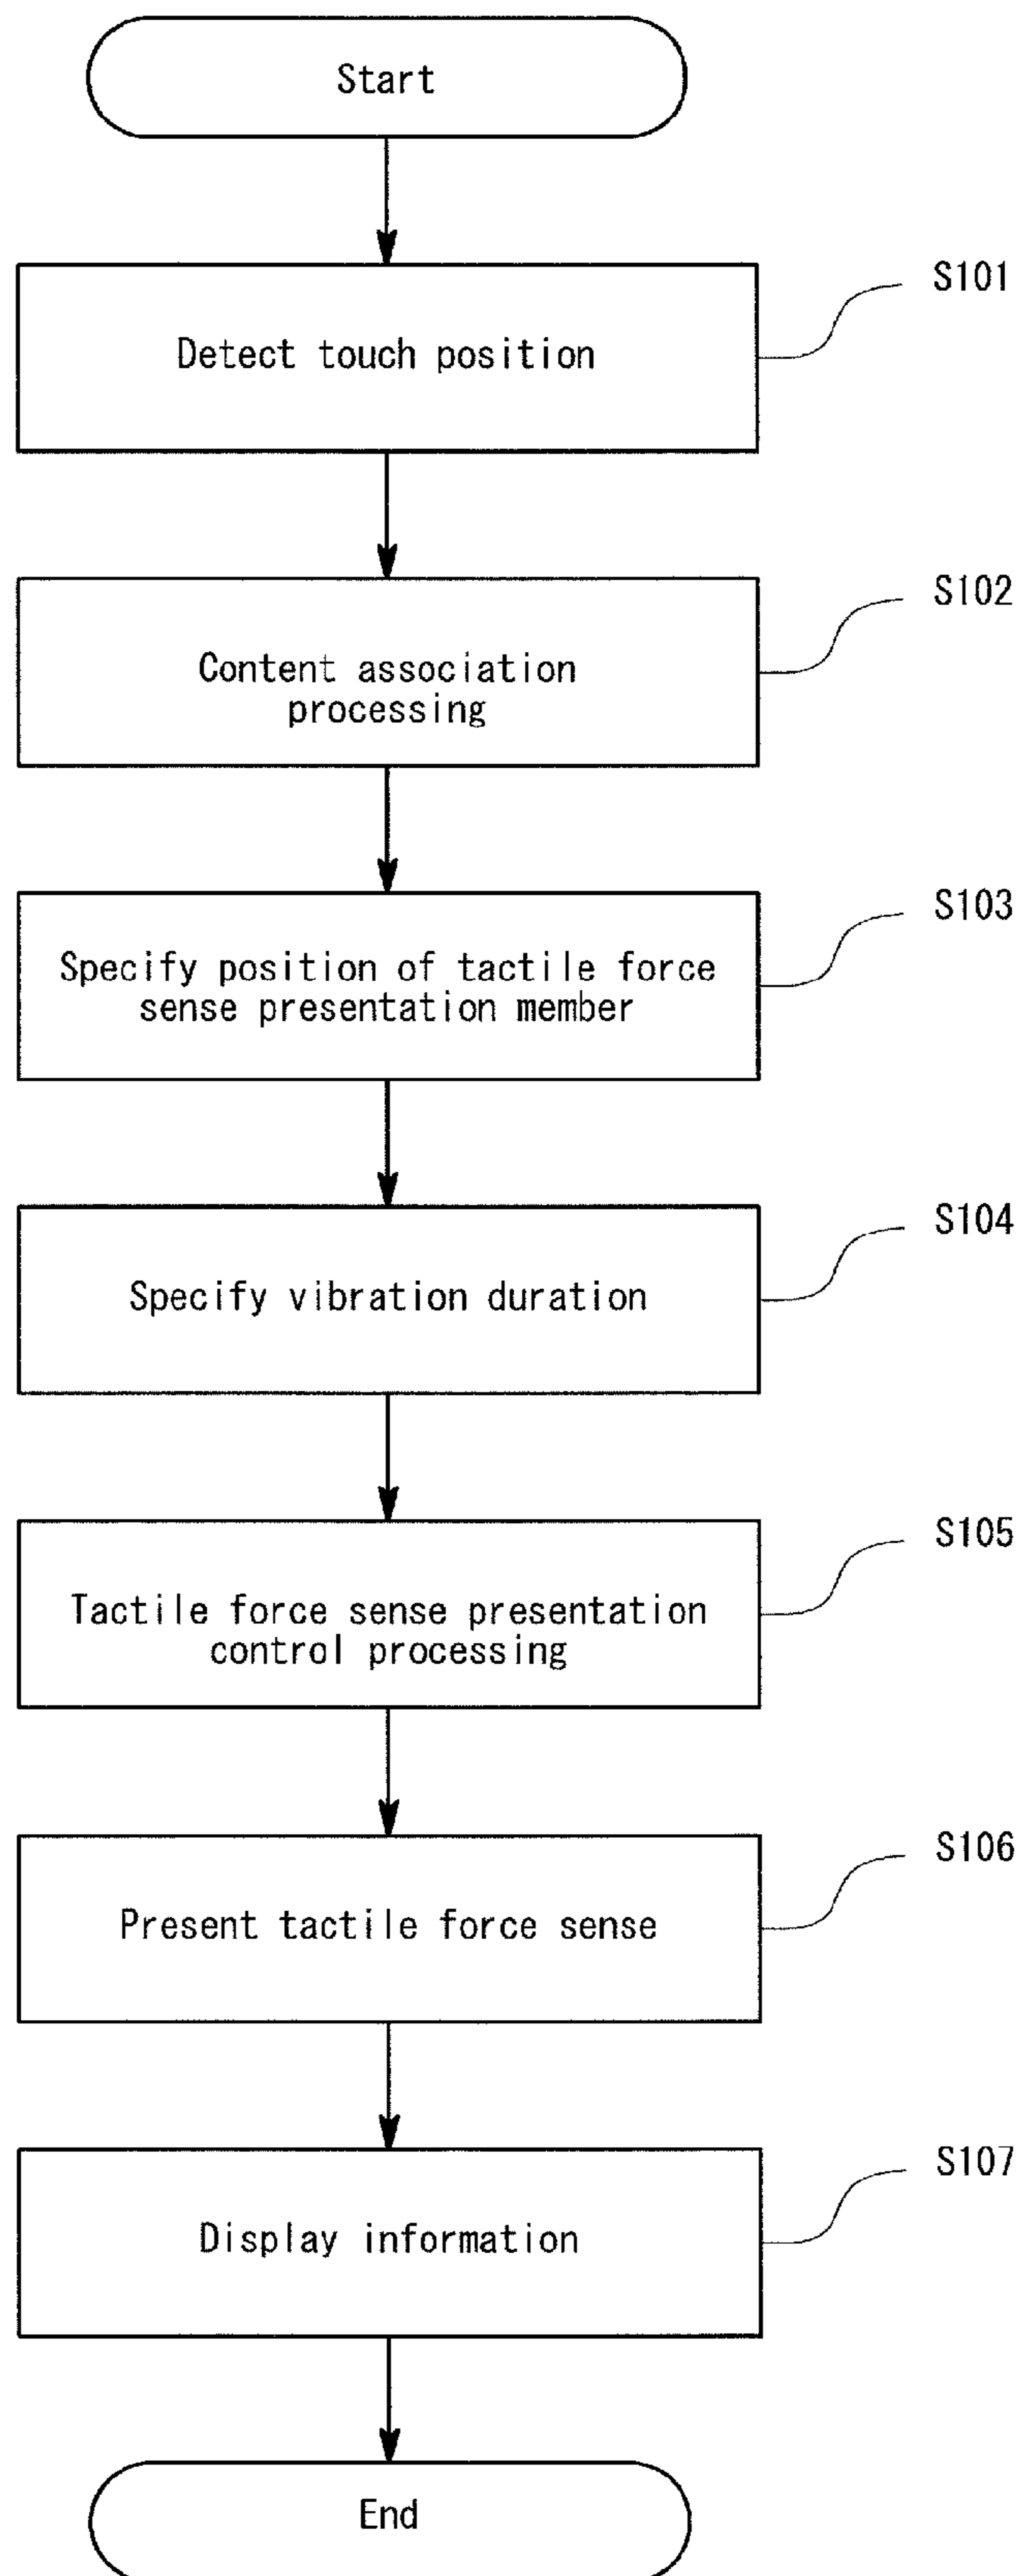 Start
S101
Detect touch position
S102
Content association
processing
S103
Specify position of tactile force
sense presentation member
S104
Specify vibration duration
S105
Tactile force sense presentation
control processing
S106
Present tactile force sense
S107
Display information
End